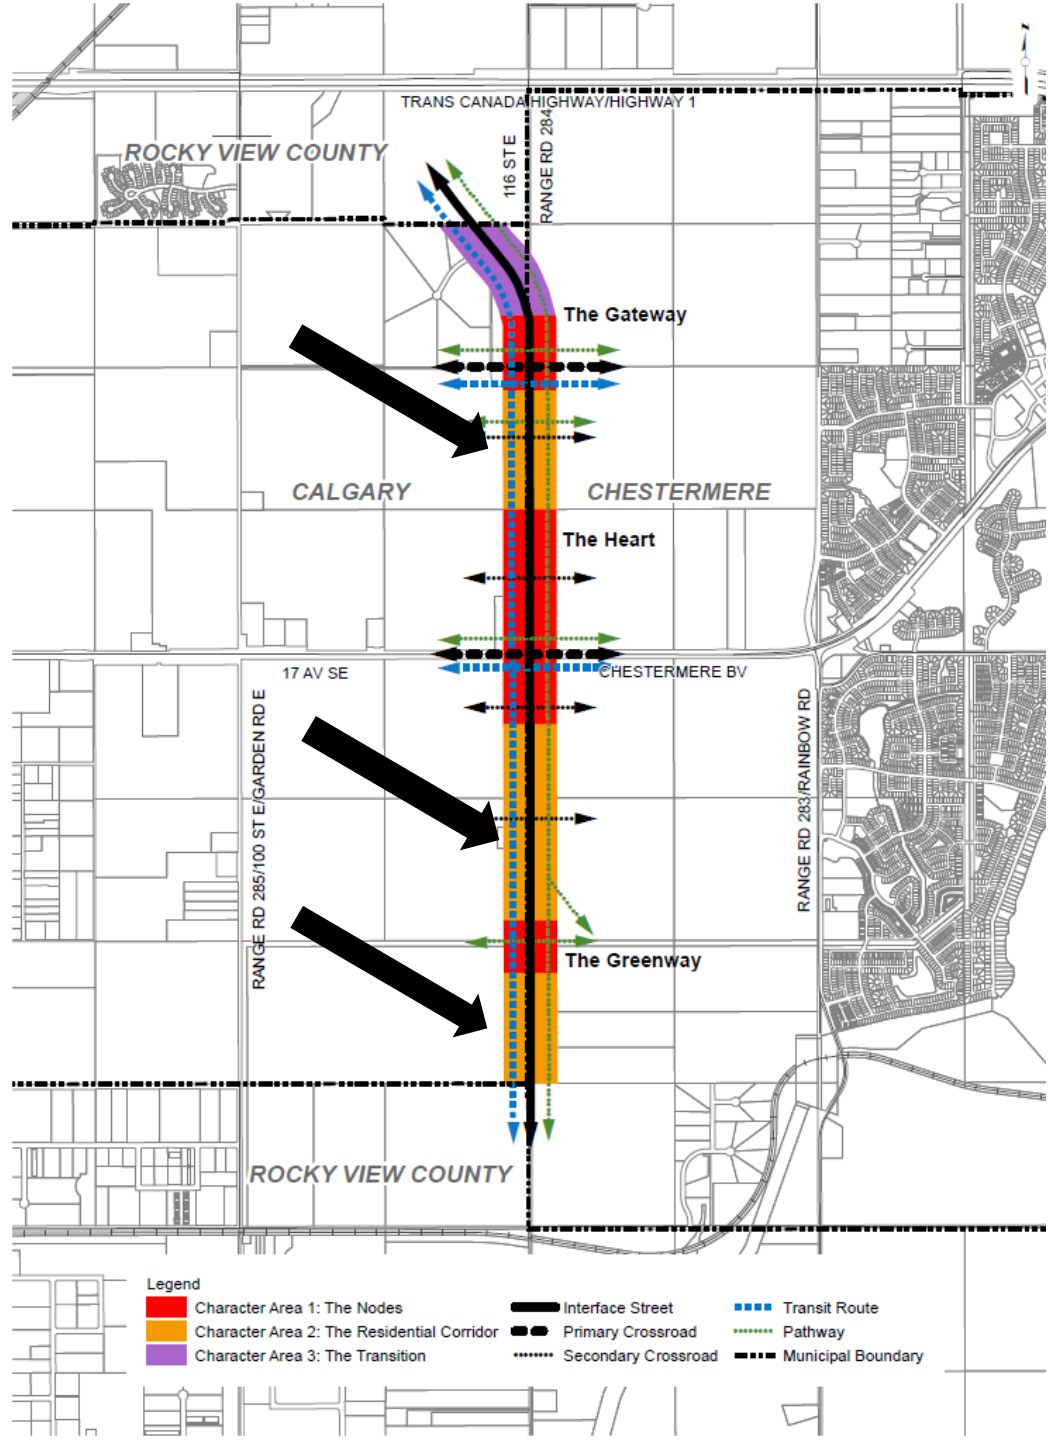 z
TRANS CANADA HIGHWAY/HIGHWAY 1
ROCKY VIEW COUNTY
116 ST E
RANGE RD 284
The Gateway
CALGARY
CHESTERMERE
The Heart
17 AV SE
CHESTERMERE BV
RANGE RD 285/100 ST E/GARDEN RD E
RANGE RD 283/RAINBOW RD
The Greenway
ROCKY VIEW COUNTY
Legend
Character Area 1: The Nodes
Character Area 2: The Residential Corridor
Character Area 3: The Transition
Interface Street
Primary Crossroad
Secondary Crossroad
Transit Route
Pathway
Municipal Boundary